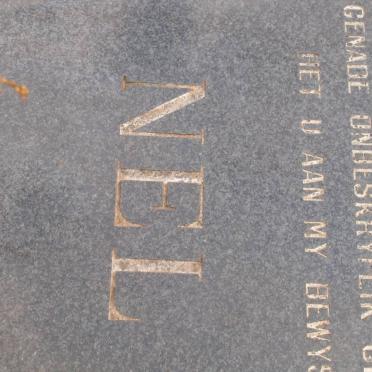 GENADE ONBESKRYFLIK
HET U AAN MY BEWYS
NEL